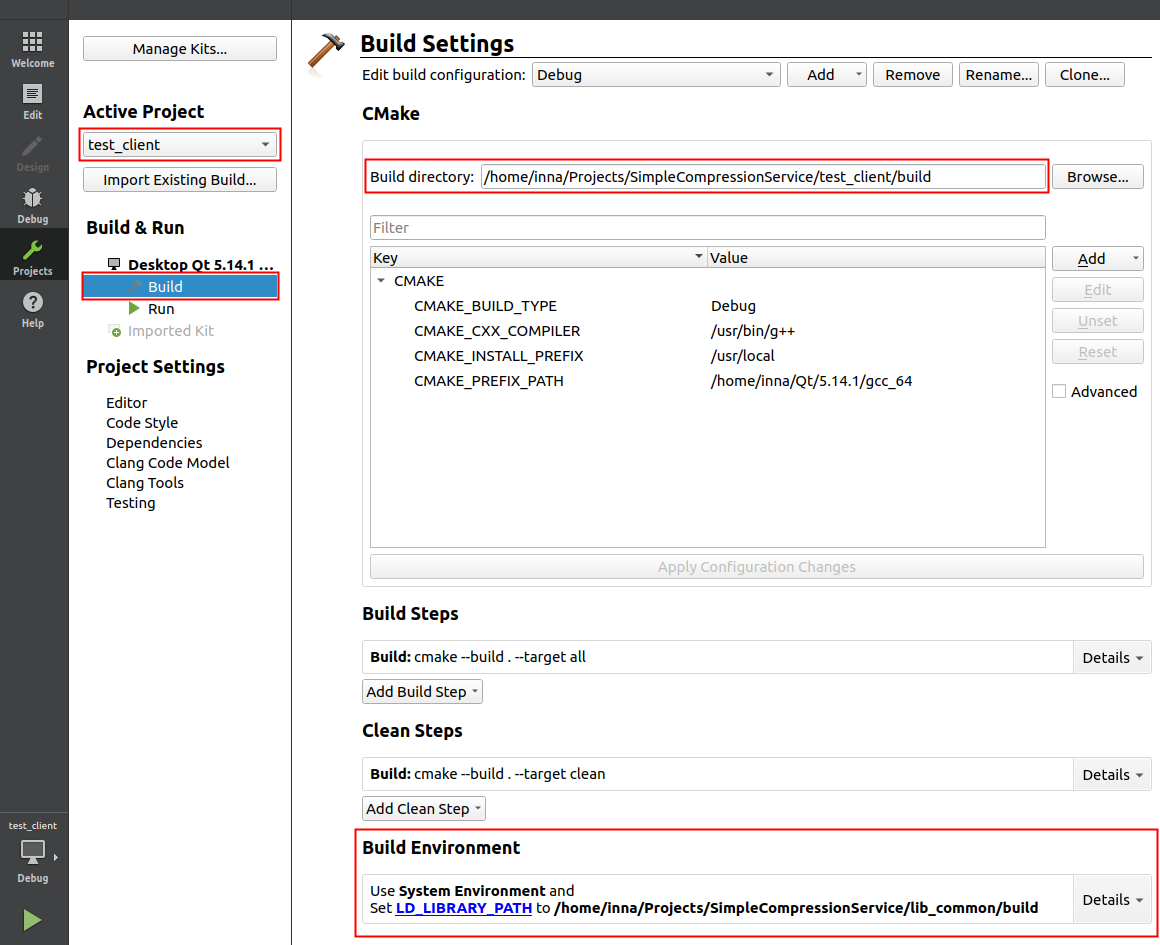 Welcome
Edit
Design
Debug
Projects
Help
test_client
Debug
Manage Kits...
Active Project
test_client
Import Existing Build...
Build & Run
Desktop Qt 5.14.1 ...
Build
Run
Imported Kit
Project Settings
Editor
Code Style
Dependencies
Clang Code Model
Clang Tools
Testing
Build Settings
Edit build configuration: Debug Add Remove Rename... Clone...
CMake
Build directory: /home/inna/Projects/SimpleCompressionService/test_client/build Browse...
Filter
Key Value Add
CMAKE
Edit
CMAKE_BUILD_TYPE Debug
Unset
CMAKE_CXX_COMPILER /usr/bin/g++
CMAKE_INSTALL_PREFIX /usr/local
Reset
CMAKE_PREFIX_PATH /home/inna/Qt/5.14.1/gcc_64
Advanced
Apply Configuration Changes
Build Steps
Build: cmake --build . --target all Details
Add Build Step
Clean Steps
Build: cmake --build . --target clean Details
Add Clean Step
Build Environment
Use System Environment and
Set LD_LIBRARY_PATH to /home/inna/Projects/SimpleCompressionService/lib_common/build
Details